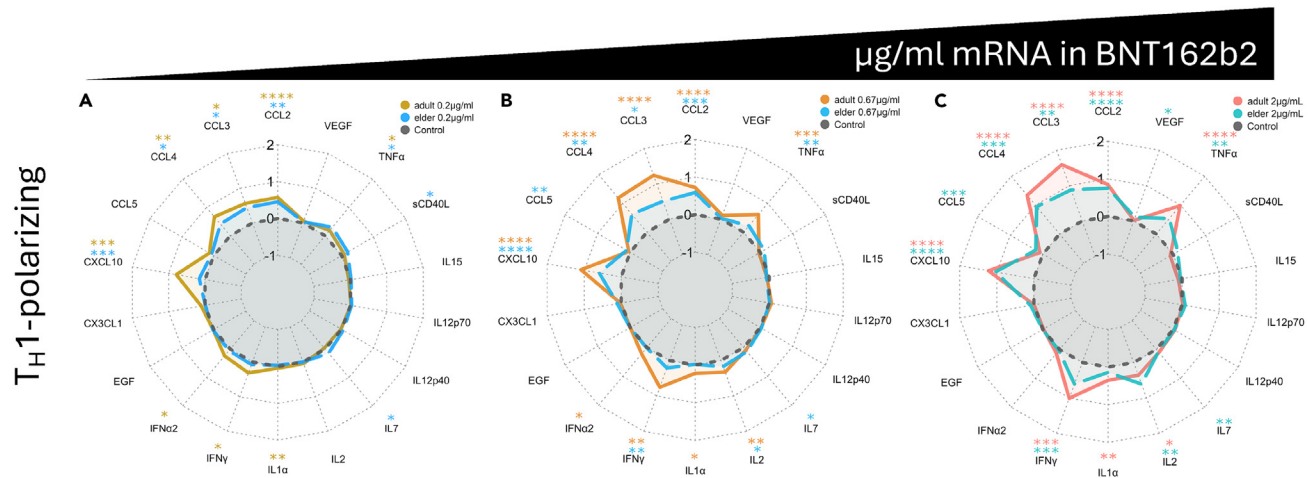 µg/ml mRNA in BNT162b2
TH1-polarizing
A
adult 0.2µg/ml
elder 0.2µg/ml
Control
****
**
CCL2
VEGF
*
*
TNFα
*
sCD40L
IL15
IL12p70
IL12p40
*
IL7
IL2
**
IL1α
*
IFNγ
*
IFNα2
EGF
CX3CL1
***
***
CXCL10
CCL5
**
*
CCL4
*
*
CCL3
2
1
0
-1
B
adult 0.67µg/ml
elder 0.67µg/ml
Control
****
***
CCL2
VEGF
***
**
TNFα
sCD40L
IL15
IL12p70
IL12p40
*
IL7
**
**
IL2
*
IL1α
**
**
IFNγ
*
IFNα2
EGF
CX3CL1
****
****
CXCL10
**
CCL5
****
**
CCL4
****
*
CCL3
2
1
0
-1
C
adult 2µg/mL
elder 2µg/mL
Control
****
****
CCL2
*
VEGF
****
**
TNFα
sCD40L
IL15
IL12p70
IL12p40
**
IL7
*
**
IL2
**
IL1α
***
***
IFNγ
IFNα2
EGF
CX3CL1
****
****
CXCL10
***
CCL5
****
***
CCL4
****
**
CCL3
2
1
0
-1